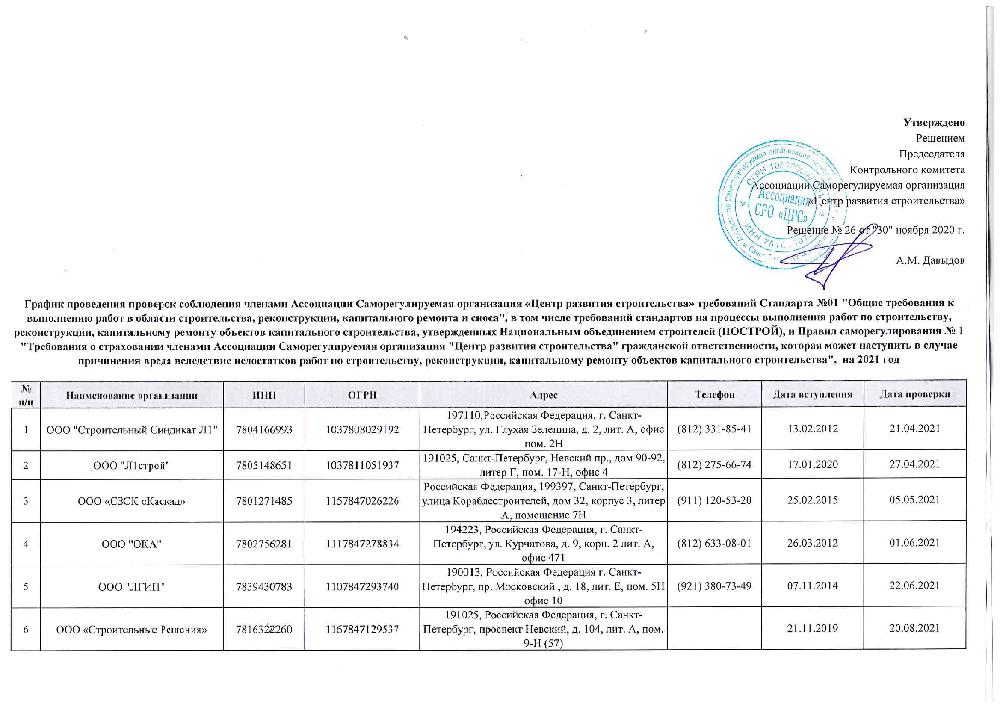 Утверждено
Решением
Председателя
Контрольного комитета
Ассоциации Саморегулируемая организация
«Центр развития строительства»
Решение № 26 от "30" ноября 2020 г.
А.М. Давыдов
Ассоциация Саморегулируемая организация
ОГРН
Ассоциация
СРО «ЦРС»
ИНН
График проведения проверок соблюдения членами Ассоциации Саморегулируемая организация «Центр развития строительства» требований Стандарта №01 "Общие требования к
выполнению работ в области строительства, реконструкции, капитального ремонта и сноса", в том числе требований стандартов на процессы выполнения работ по строительству,
реконструкции, капитальному ремонту объектов капитального строительства, утвержденных Национальным объединением строителей (НОСТРОЙ), и Правил саморегулирования № 1
"Требования о страховании членами Ассоциации Саморегулируемая организация "Центр развития строительства" гражданской ответственности, которая может наступить в случае
причинения вреда вследствие недостатков работ по строительству, реконструкции, капитальному ремонту объектов капитального строительства", на 2021 год
№ п/п Наименование организации ИНН ОГРН Адрес Телефон Дата вступления Дата проверки
197110,Российская Федерация, г. Санкт-
1 ООО "Строительный Синдикат Л1" 7804166993 1037808029192 Петербург, ул. Глухая Зеленина, д. 2, лит. А, офис (812) 331-85-41 13.02.2012 21.04.2021
пом. 2Н
191025, Санкт-Петербург, Невский пр., дом 90-92,
2 ООО "Л1строй" 7805148651 1037811051937 литер Г, пом. 17-Н, офис 4 (812) 275-66-74 17.01.2020 27.04.2021
Российская Федерация, 199397, Санкт-Петербург,
3 ООО «СЗСК «Каскад» 7801271485 1157847026226 улица Кораблестроителей, дом 32, корпус 3, литер (911) 120-53-20 25.02.2015 05.05.2021
А, помещение 7Н
194223, Российская Федерация, г. Санкт-
4 ООО "ОКА" 7802756281 1117847278834 Петербург, ул. Курчатова, д. 9, корп. 2 лит. А, (812) 633-08-01 26.03.2012 01.06.2021
офис 471
190013, Российская Федерация г. Санкт-
5 ООО "ЛГИП" 7839430783 1107847293740 Петербург, пр. Московский , д. 18, лит. Е, пом. 5Н (921) 380-73-49 07.11.2014 22.06.2021
офис 10
191025, Российская Федерация, г. Санкт-
6 ООО «Строительные Решения» 7816322260 1167847129537 Петербург, проспект Невский, д. 104, лит. А, пом. 21.11.2019 20.08.2021
9-Н (57)